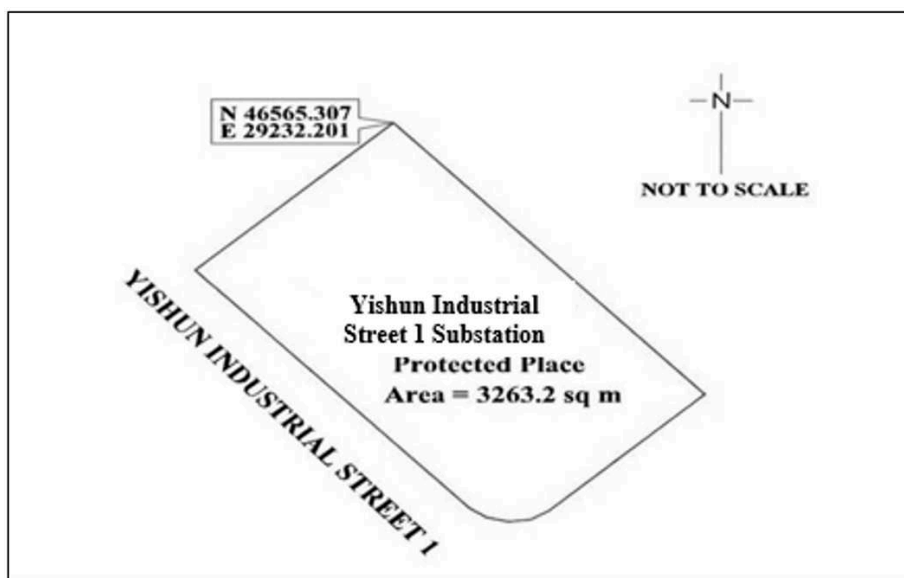 N 46565.307
E 29232.201
N
NOT TO SCALE
Yishun Industrial
Street 1 Substation
Protected Place
Area = 3263.2 sq m
YISHUN INDUSTRIAL STREET 1